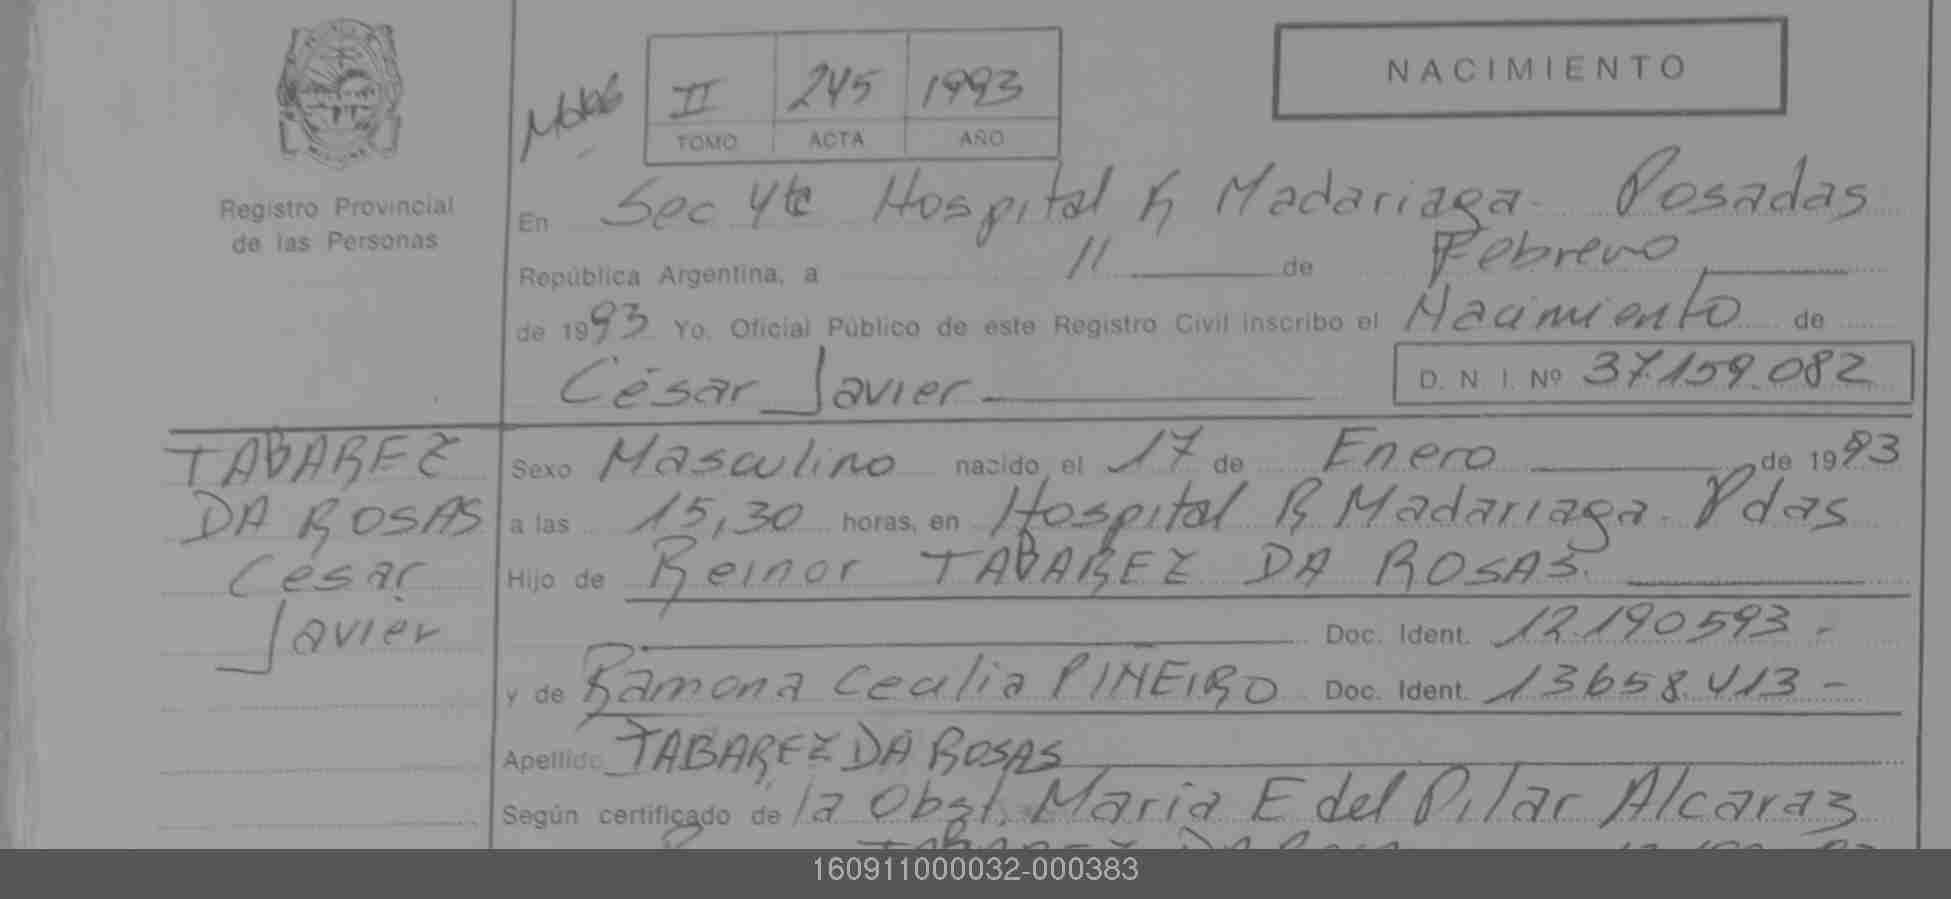 NACIMIENTO
II 245 1993
TOMO ACTA AÑO
Registro Provincial
de las Personas
En Sec Yte Hospital R Madariaga - Posadas
República Argentina, a 11 de Febrero
de 1993 Yo, Oficial Público de este Registro Civil inscribo el Nacimiento de
César Javier
D. N. I. Nº 37.159.082
TABAREZ
DA ROSAS
César
Javier
Sexo Masculino nacido el 17 de Enero de 1993
a las 15,30 horas, en Hospital R Madariaga - Pdas
Hijo de Reinor TABAREZ DA ROSAS.
Doc. Ident. 12.190593 -
y de Ramona Cecilia PIÑEIRO Doc. Ident. 13658.413 -
Apellido TABAREZ DA ROSAS
Según certificado de la Obst. Maria E del Pilar Alcaraz
160911000032-000383